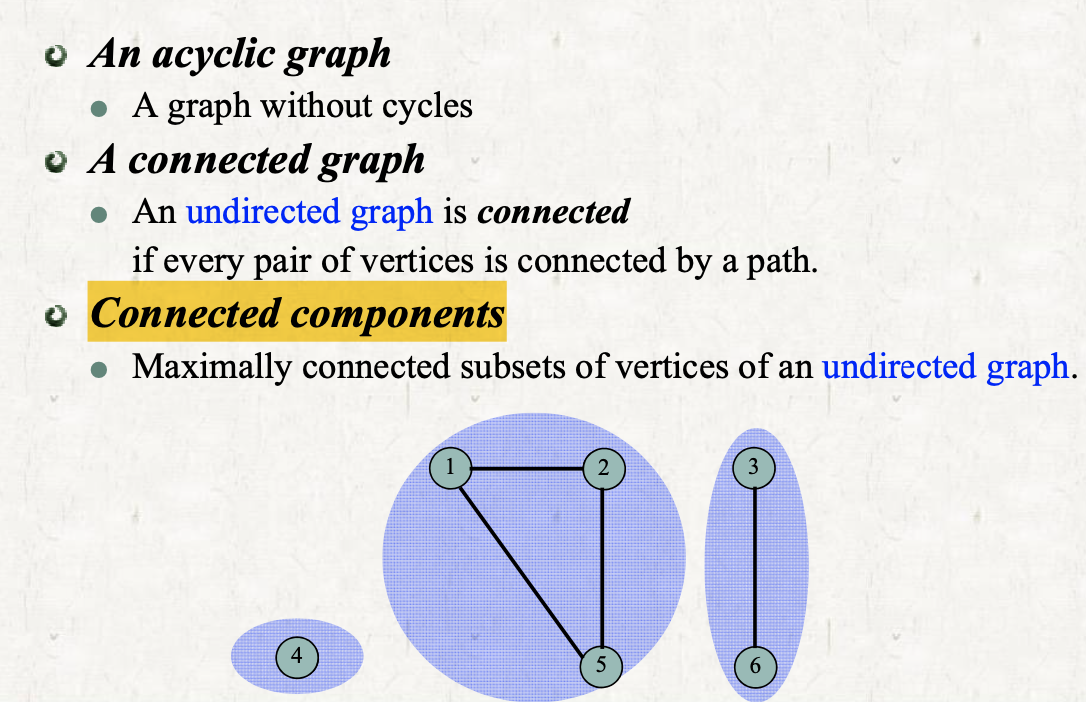 An acyclic graph
A graph without cycles
A connected graph
An undirected graph is connected
if every pair of vertices is connected by a path.
Connected components
Maximally connected subsets of vertices of an undirected graph.
1
2
3
4
5
6